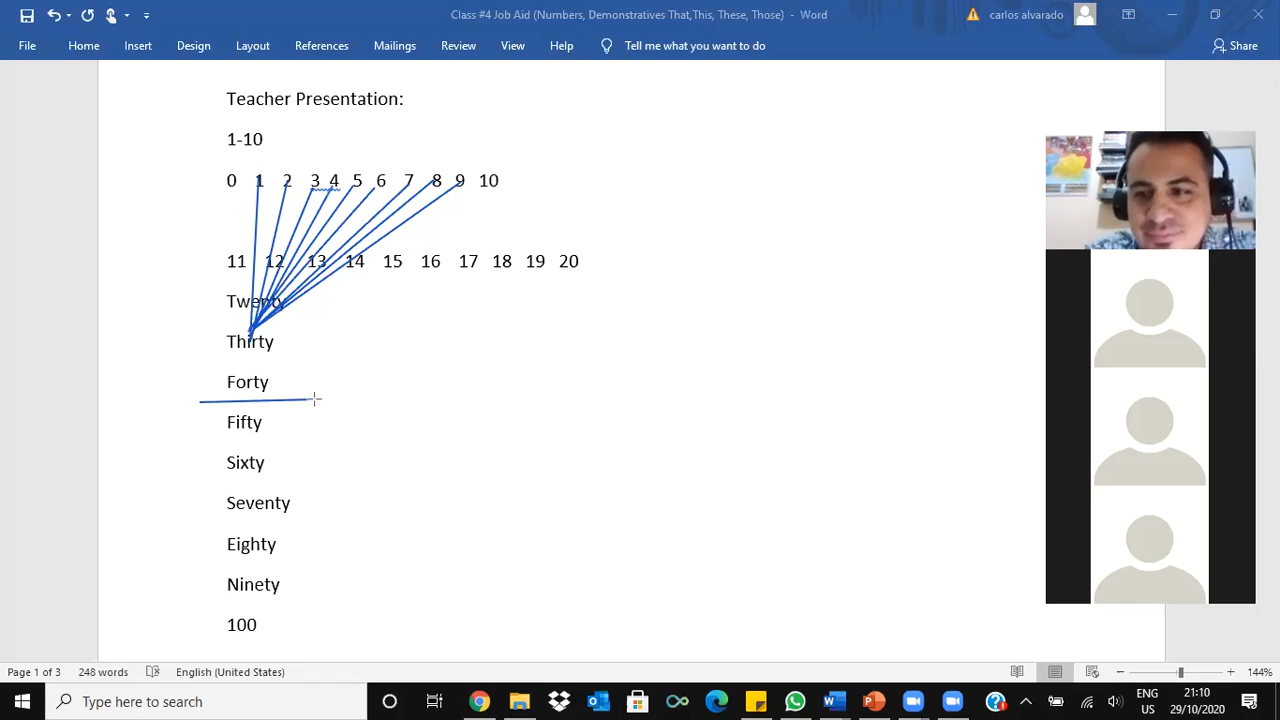 Class #4 Job Aid (Numbers, Demonstratives That,This, These, Those) - Word
carlos alvarado
File Home Insert Design Layout References Mailings Review View Help Tell me what you want to do Share
Teacher Presentation:
1-10
0 1 2 3 4 5 6 7 8 9 10
11 12 13 14 15 16 17 18 19 20
Twenty
Thirty
Forty
Fifty
Sixty
Seventy
Eighty
Ninety
100
Page 1 of 3 248 words English (United States) 144%
Type here to search
ENG 21:10
US 29/10/2020